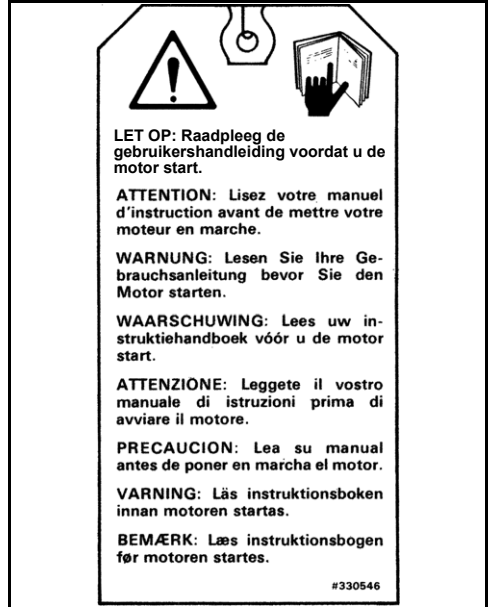 LET OP: Raadpleeg de
gebruikershandleiding voordat u de
motor start.
ATTENTION: Lisez votre manuel
d'instruction avant de mettre votre
moteur en marche.
WARNUNG: Lesen Sie Ihre Ge-
brauchsanleitung bevor Sie den
Motor starten.
WAARSCHUWING: Lees uw in-
struktiehandboek vóór u de motor
start.
ATTENZIONE: Leggete il vostro
manuale di istruzioni prima di
avviare il motore.
PRECAUCION: Lea su manual
antes de poner en marcha el motor.
VARNING: Läs instruktionsboken
innan motoren startas.
BEMÆRK: Læs instruktionsbogen
før motoren startes.
#330546